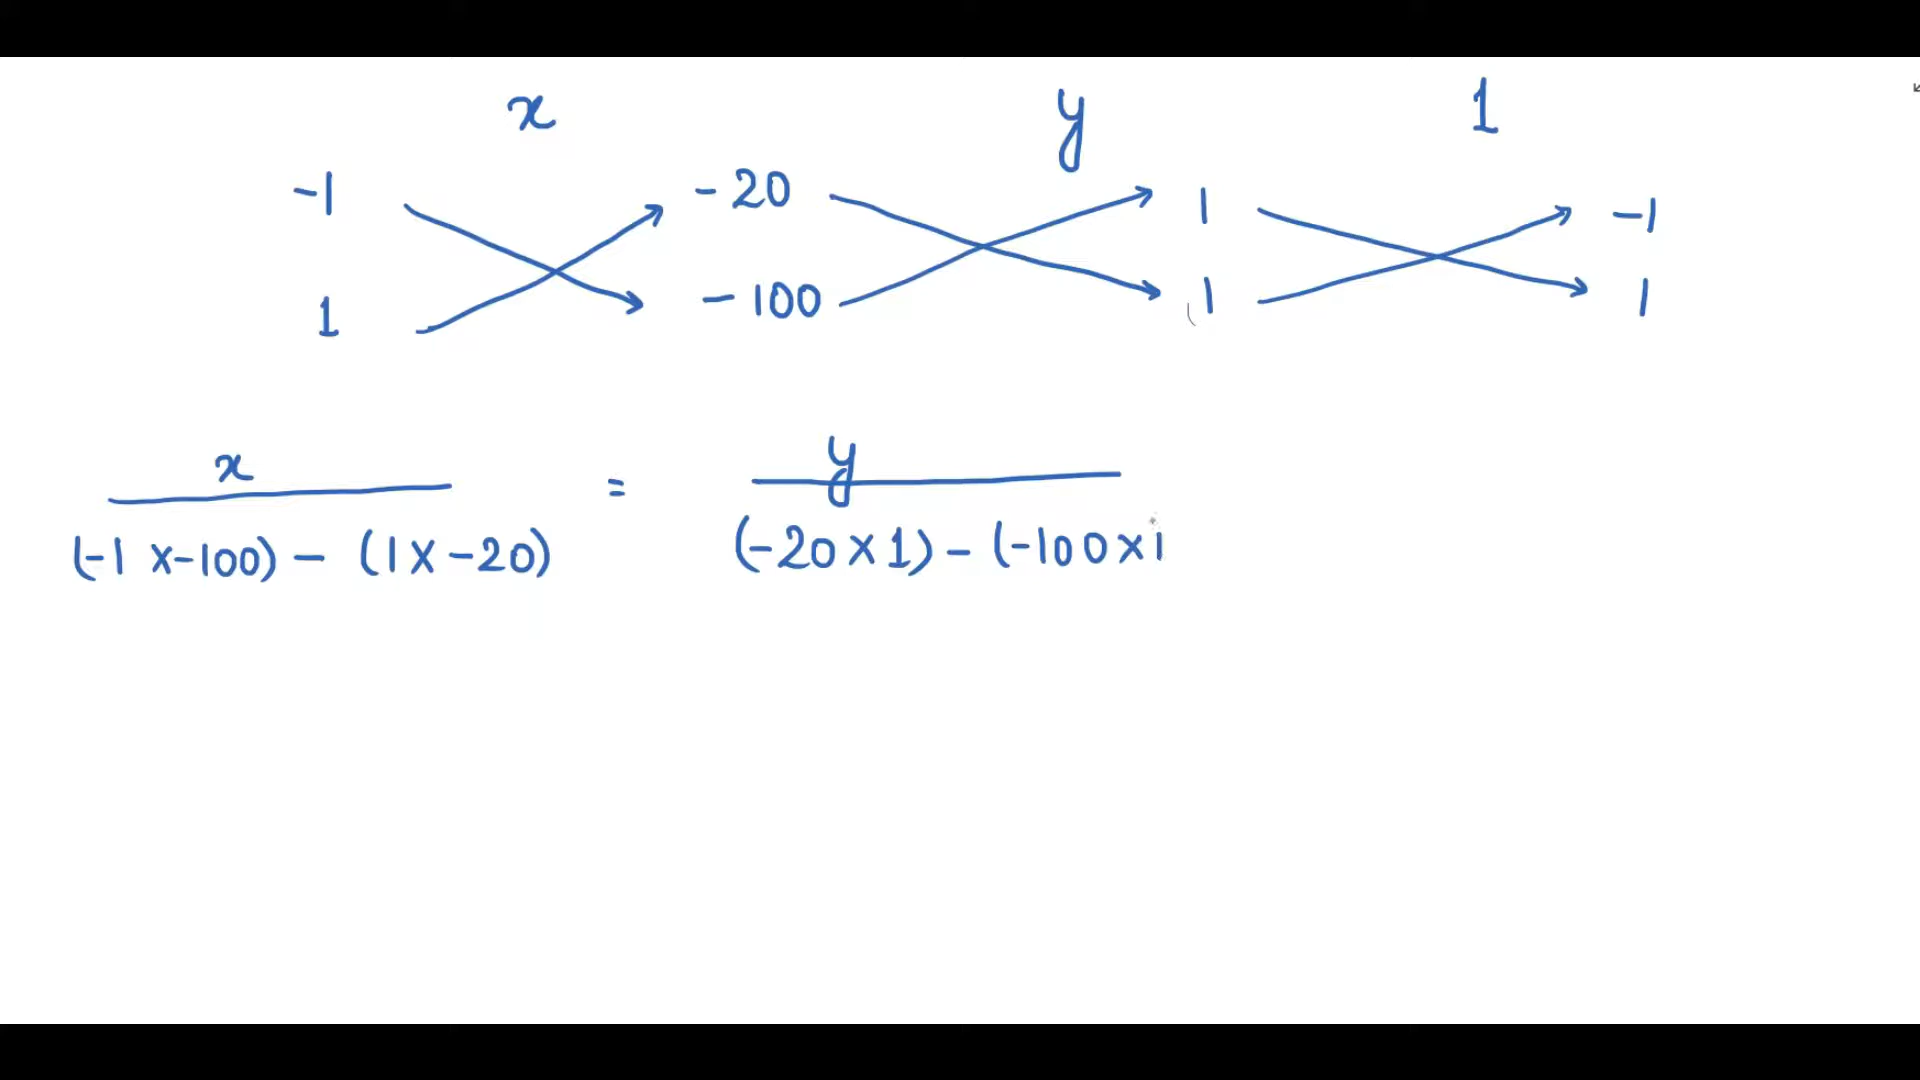 x y 1
-1 -20 1 -1
1 -100 1 1
x = y
(-1 x-100) - (1 x -20) (-20 x 1) - (-100 x 1